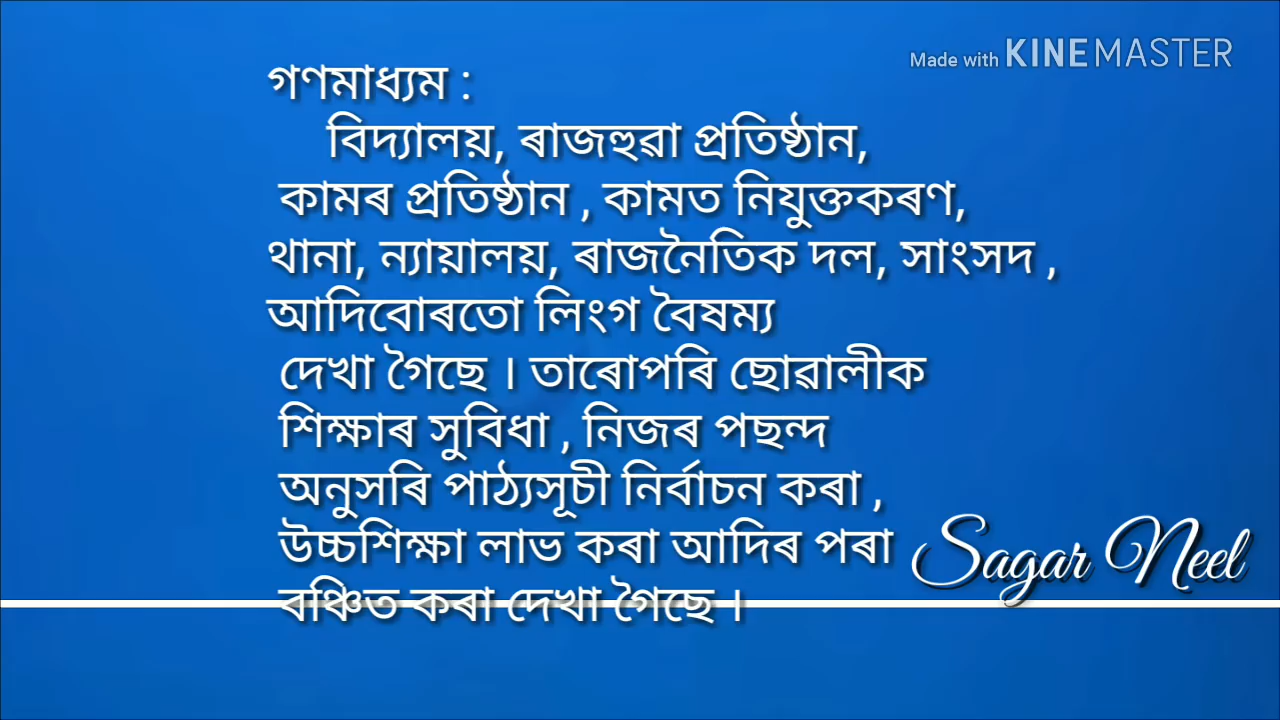 Made with KINEMASTER
গণমাধ্যম :
বিদ্যালয়, ৰাজহুৱা প্ৰতিষ্ঠান,
কামৰ প্ৰতিষ্ঠান , কামত নিযুক্তকৰণ,
থানা, ন্যায়ালয়, ৰাজনৈতিক দল, সাংসদ ,
আদিবোৰতো লিংগ বৈষম্য
দেখা গৈছে । তাৰোপৰি ছোৱালীক
শিক্ষাৰ সুবিধা , নিজৰ পছন্দ
অনুসৰি পাঠ্যসূচী নিৰ্বাচন কৰা ,
উচ্চশিক্ষা লাভ কৰা আদিৰ পৰা
বঞ্চিত কৰা দেখা গৈছে ।
Sagar Neel